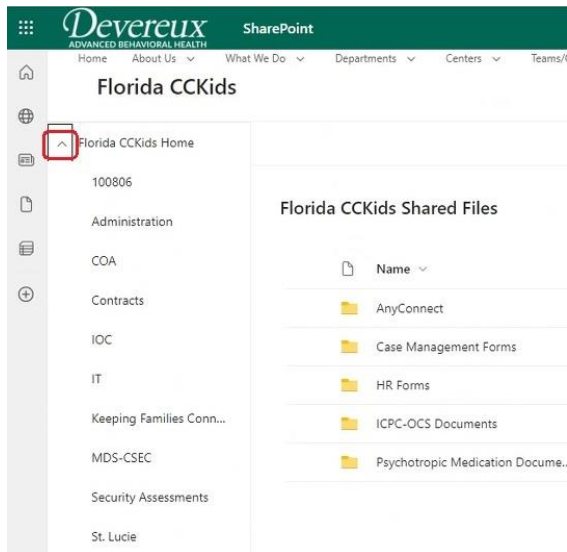 Devereux
ADVANCED BEHAVIORAL HEALTH
SharePoint
Home About Us What We Do Departments Centers Teams/
Florida CCKids
Florida CCKids Home
100806
Administration
COA
Contracts
IOC
IT
Keeping Families Conn...
MDS-CSEC
Security Assessments
St. Lucie
Florida CCKids Shared Files
Name
AnyConnect
Case Management Forms
HR Forms
ICPC-OCS Documents
Psychotropic Medication Docume...